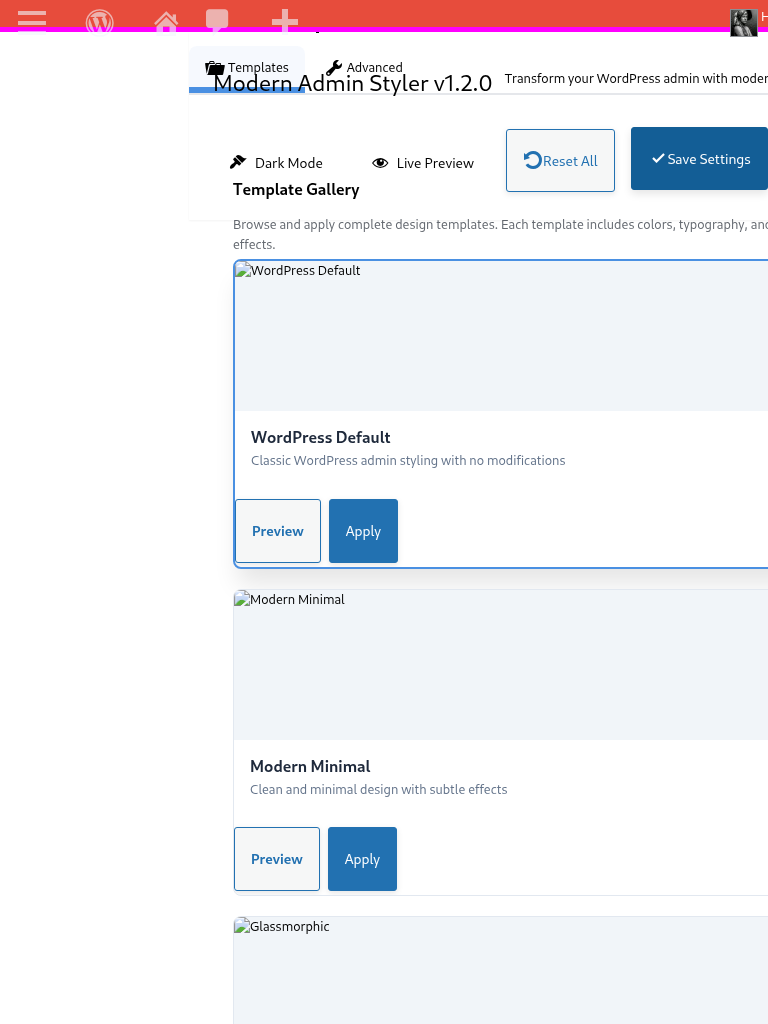 H
Templates
Advanced
Modern Admin Styler v1.2.0
Transform your WordPress admin with moder
Dark Mode
Live Preview
Reset All
Save Settings
Template Gallery
Browse and apply complete design templates. Each template includes colors, typography, and
effects.
WordPress Default
WordPress Default
Classic WordPress admin styling with no modifications
Preview
Apply
Modern Minimal
Modern Minimal
Clean and minimal design with subtle effects
Preview
Apply
Glassmorphic